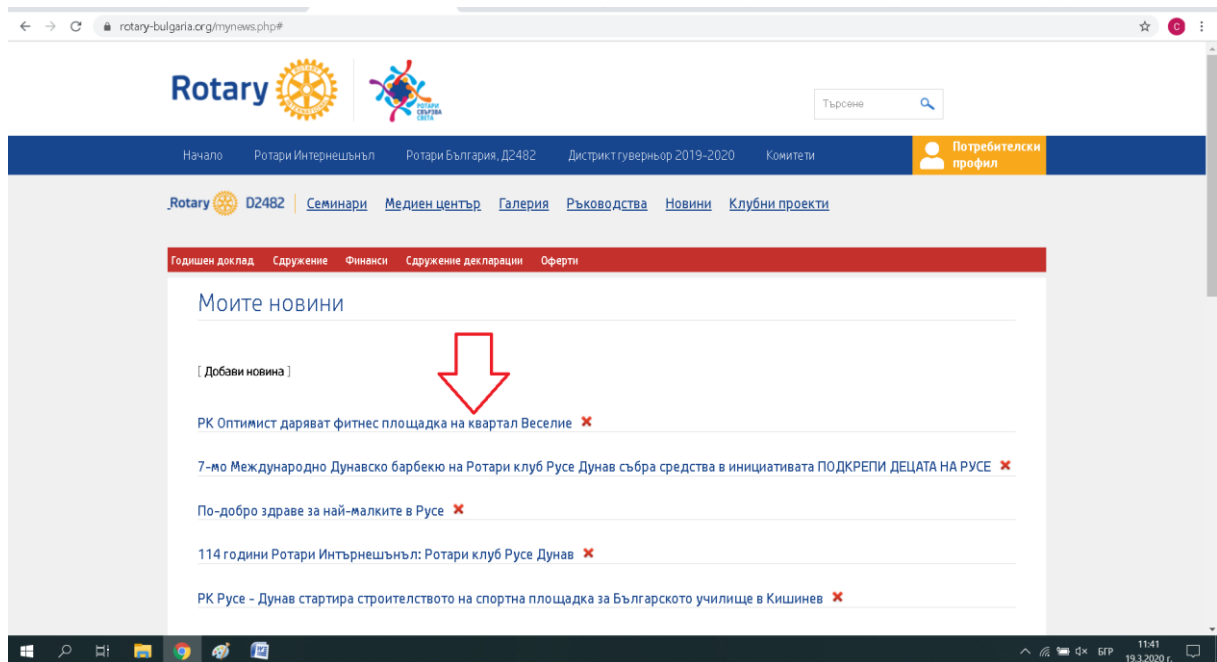 rotary-bulgaria.org/mynews.php#
C
Rotary
РОТАРИ
СВЪРЗВА
СВЕТА
Търсене
Начало Ротари Интернешънъл Ротари България, Д2482 Дистрикт гуверньор 2019-2020 Комитети
Потребителски
профил
Rotary D2482 Семинари Медиен център Галерия Ръководства Новини Клубни проекти
Годишен доклад Сдружение Финанси Сдружение декларации Оферти
Моите новини
[ Добави новина ]
РК Оптимист даряват фитнес площадка на квартал Веселие
7-мо Международно Дунавско барбекю на Ротари клуб Русе Дунав събра средства в инициативата ПОДКРЕПИ ДЕЦАТА НА РУСЕ
По-добро здраве за най-малките в Русе
114 години Ротари Интърнешънъл: Ротари клуб Русе Дунав
РК Русе - Дунав стартира строителството на спортна площадка за Българското училище в Кишинев
БГР
11:41
19.3.2020 г.